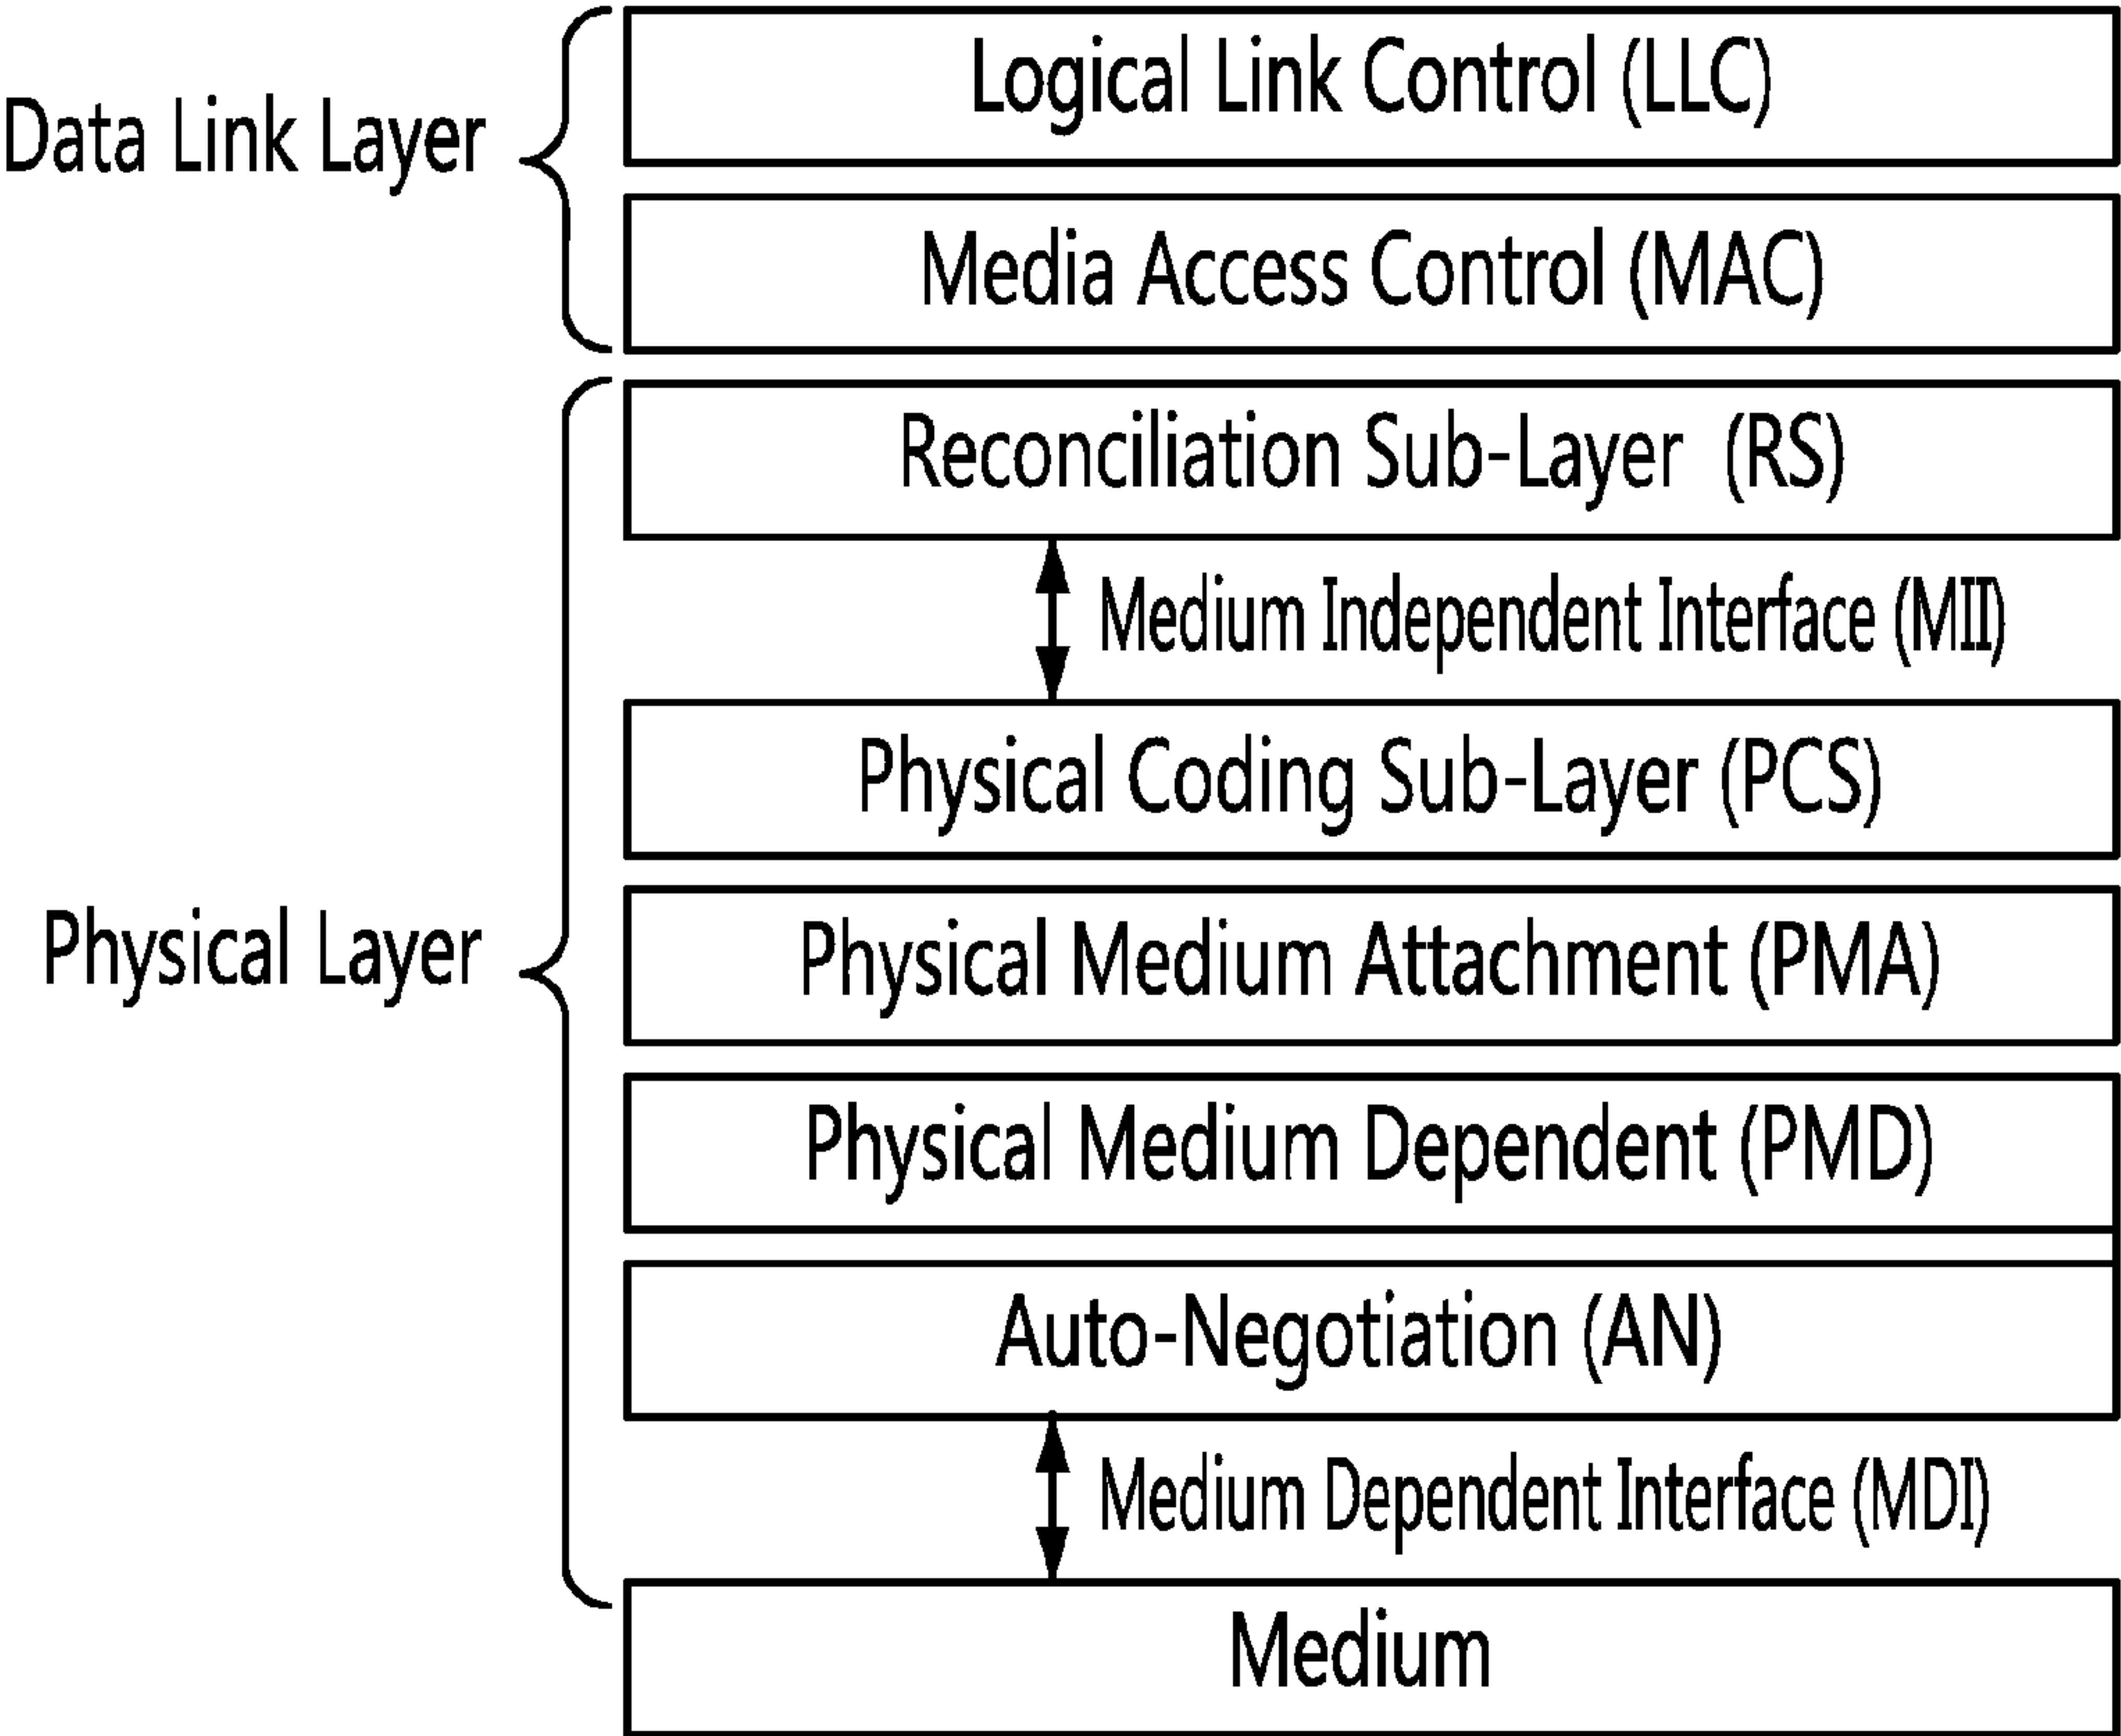 Logical Link Control (LLC)
Data Link Layer
Media Access Control (MAC)
Reconciliation Sub-Layer (RS)
Medium Independent Interface (MII)
Physical Coding Sub-Layer (PCS)
Physical Layer
Physical Medium Attachment (PMA)
Physical Medium Dependent (PMD)
Auto-Negotiation (AN)
Medium Dependent Interface (MDI)
Medium